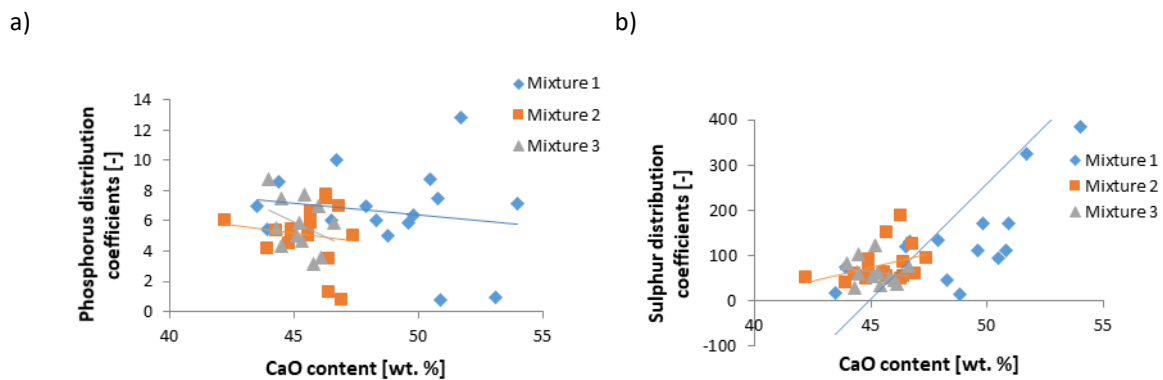 a)
Phosphorus distribution
coefficients [-]
14
12
10
8
6
4
2
0
40
45
50
55
CaO content [wt. %]
Mixture 1
Mixture 2
Mixture 3
b)
Sulphur distribution
coefficients [-]
400
300
200
100
0
-100
40
45
50
55
CaO content [wt. %]
Mixture 1
Mixture 2
Mixture 3